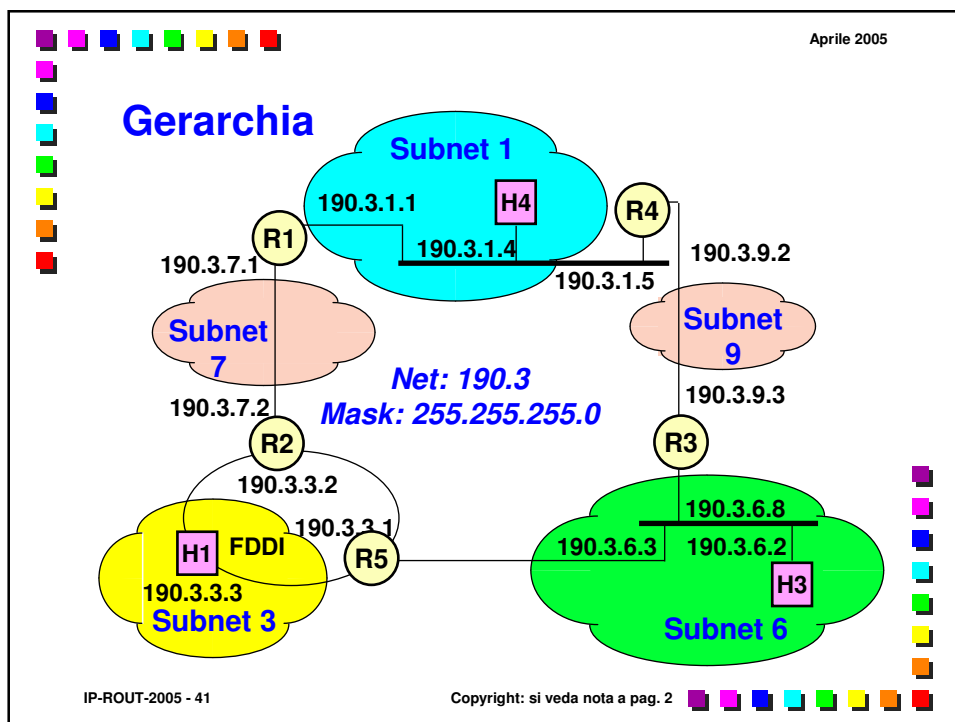 Aprile 2005
Gerarchia
Subnet 1
190.3.1.1
H4
R4
R1
190.3.1.4
190.3.9.2
190.3.7.1
190.3.1.5
Subnet
7
Subnet
9
Net: 190.3
Mask: 255.255.255.0
190.3.9.3
190.3.7.2
R2
R3
190.3.3.2
190.3.6.8
190.3.3.1
H1
FDDI
R5
190.3.6.3
190.3.6.2
190.3.3.3
H3
Subnet 3
Subnet 6
IP-ROUT-2005 - 41
Copyright: si veda nota a pag. 2